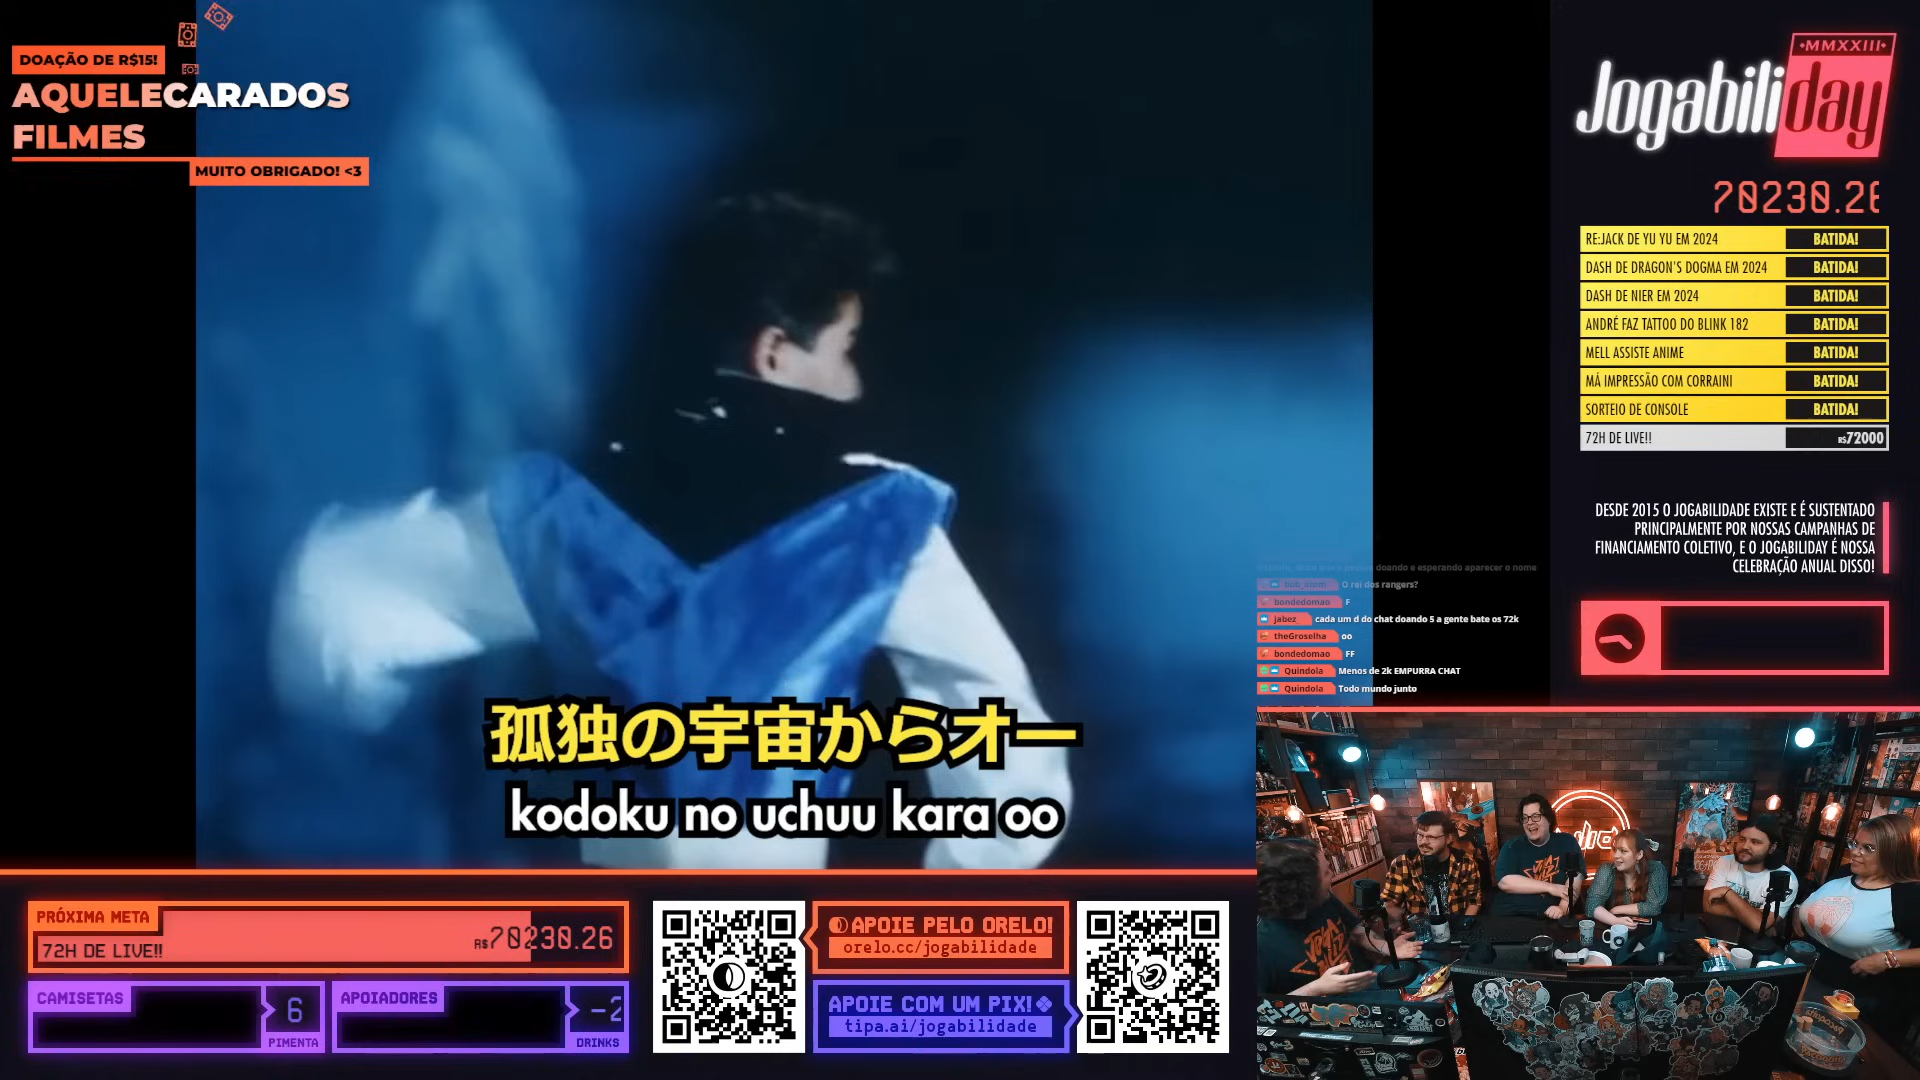 DOAÇÃO DE R$15!
AQUELECARADOS
FILMES
MUITO OBRIGADO! <3
孤独の宇宙からオー
kodoku no uchuu kara oo
•MMXXIII•
Jogabiliday
70230.26
RE:JACK DE YU YU EM 2024 BATIDA!
DASH DE DRAGON'S DOGMA EM 2024 BATIDA!
DASH DE NIER EM 2024 BATIDA!
ANDRÉ FAZ TATTOO DO BLINK 182 BATIDA!
MELL ASSISTE ANIME BATIDA!
MÁ IMPRESSÃO COM CORRAINI BATIDA!
SORTEIO DE CONSOLE BATIDA!
72H DE LIVE!! R$72000
DESDE 2015 O JOGABILIDADE EXISTE E É SUSTENTADO
PRINCIPALMENTE POR NOSSAS CAMPANHAS DE
FINANCIAMENTO COLETIVO, E O JOGABILIDAY É NOSSA
CELEBRAÇÃO ANUAL DISSO!
doando e esperando aparecer o nome
O rei dos rangers?
bondedomao F
jabez cada um d do chat doando 5 a gente bate os 72k
theGroselha oo
bondedomao FF
Quindola Menos de 2k EMPURRA CHAT
Quindola Todo mundo junto
PRÓXIMA META
72H DE LIVE!!
R$70230.26
CAMISETAS
6
PIMENTA
APOIADORES
-2
DRINKS
APOIE PELO ORELO!
orelo.cc/jogabilidade
APOIE COM UM PIX!
tipa.ai/jogabilidade